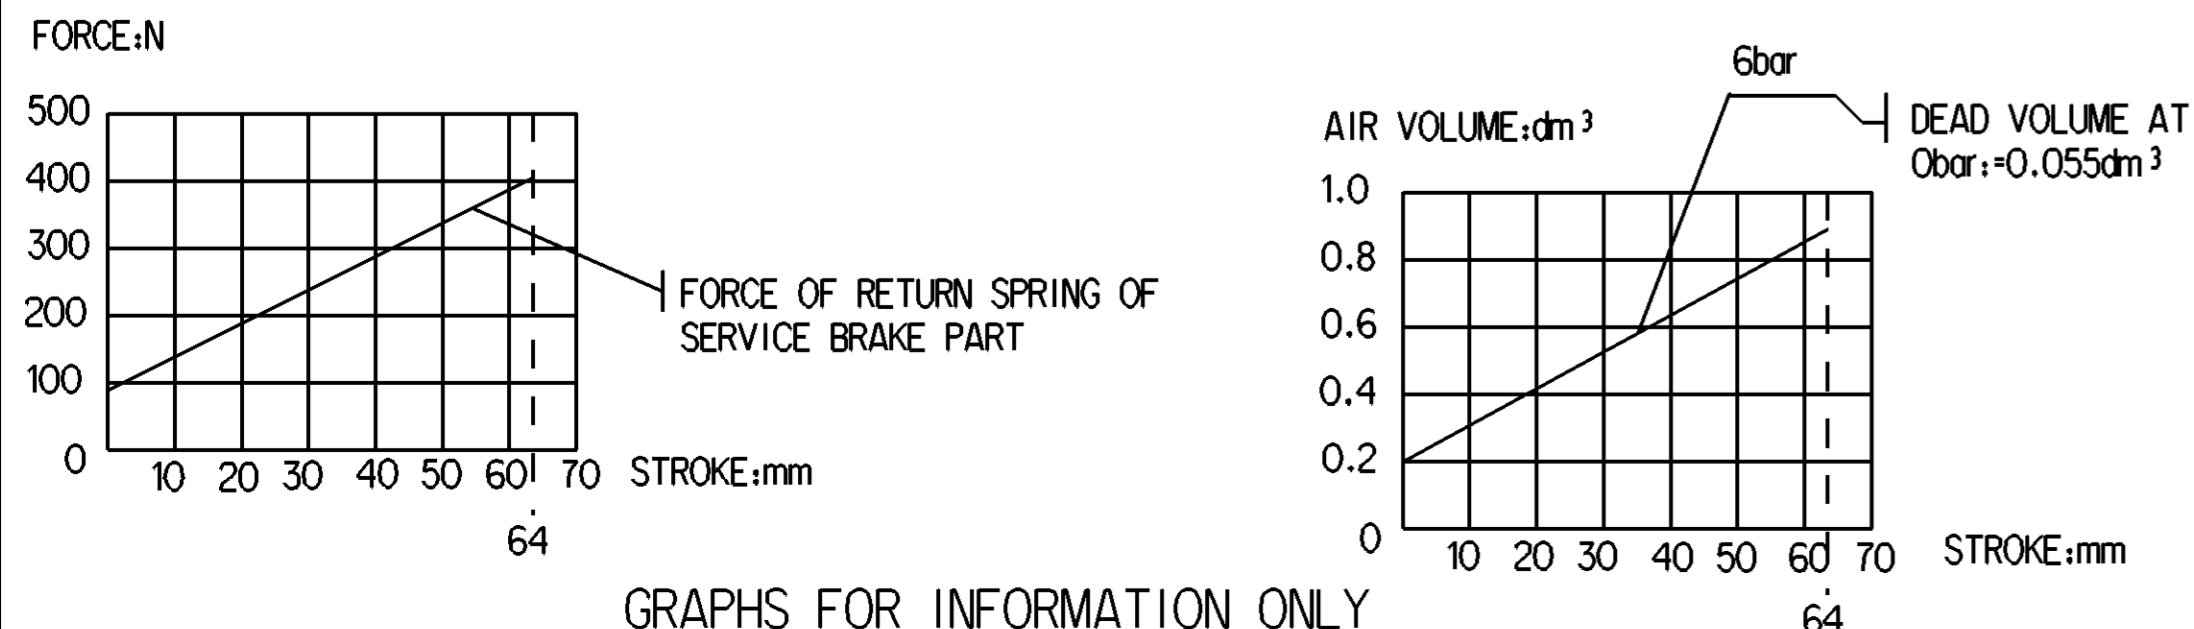 FORCE:N
500
400
300
200
100
0
10 20 30 40 50 60 70 STROKE:mm
64
FORCE OF RETURN SPRING OF
SERVICE BRAKE PART
6bar
AIR VOLUME:dm³
DEAD VOLUME AT
0bar:=0.055dm³
1.0
0.8
0.6
0.4
0.2
0
10 20 30 40 50 60 70 STROKE:mm
64
GRAPHS FOR INFORMATION ONLY